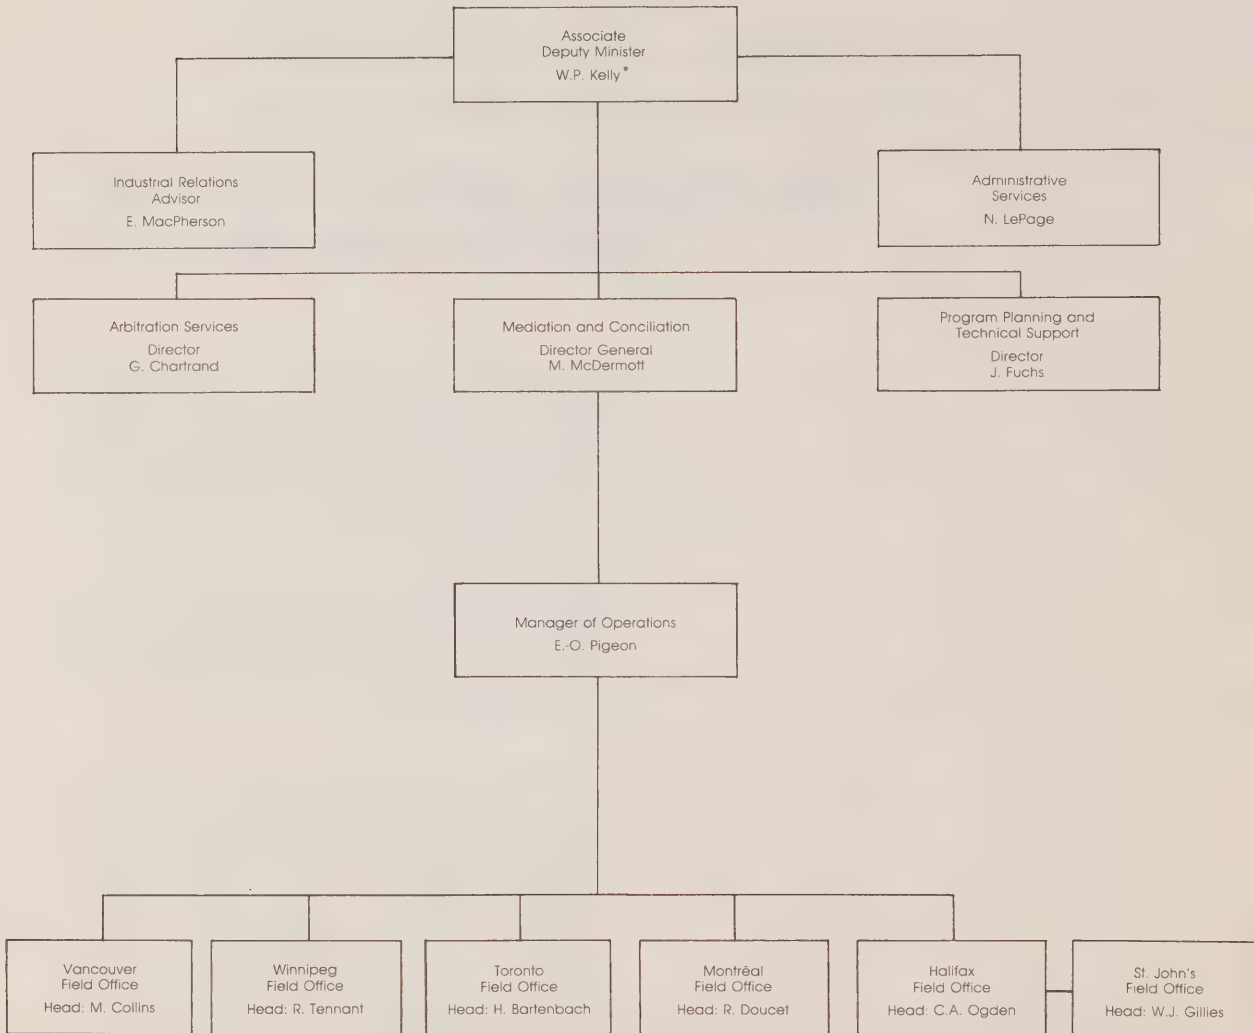 Associate
Deputy Minister
W.P. Kelly*
Industrial Relations
Advisor
E. MacPherson
Administrative
Services
N. LePage
Arbitration Services
Director
G. Chartrand
Mediation and Conciliation
Director General
M. McDermott
Program Planning and
Technical Support
Director
J. Fuchs
Manager of Operations
E.-O. Pigeon
Vancouver
Field Office
Head: M. Collins
Winnipeg
Field Office
Head: R. Tennant
Toronto
Field Office
Head: H. Bartenbach
Montréal
Field Office
Head: R. Doucet
Halifax
Field Office
Head: C.A. Ogden
St. John's
Field Office
Head: W.J. Gillies